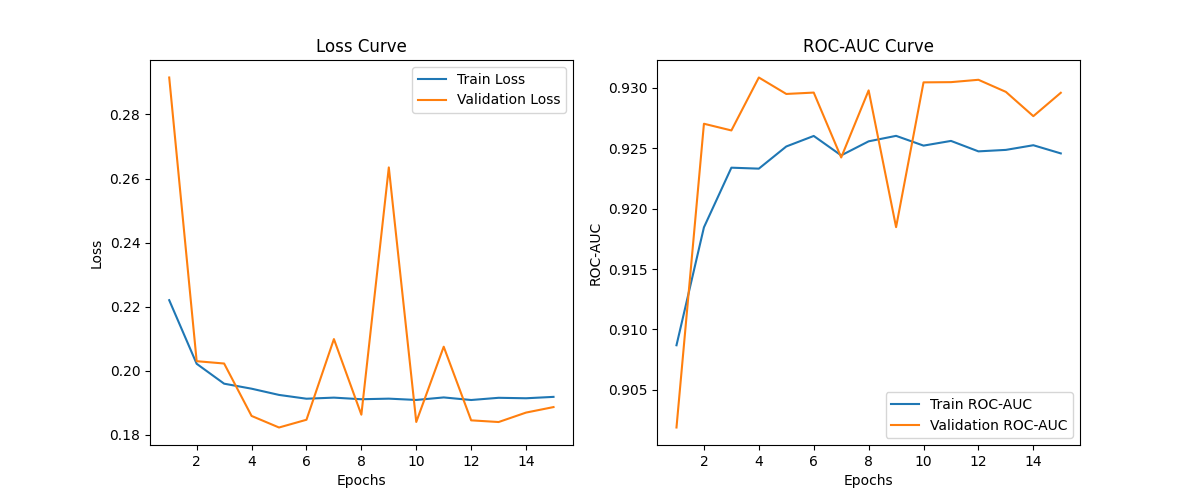 Loss Curve
Train Loss
Validation Loss
0.28
0.26
0.24
0.22
0.20
0.18
Loss
2 4 6 8 10 12 14
Epochs
ROC-AUC Curve
0.930
0.925
0.920
0.915
0.910
0.905
ROC-AUC
Train ROC-AUC
Validation ROC-AUC
2 4 6 8 10 12 14
Epochs